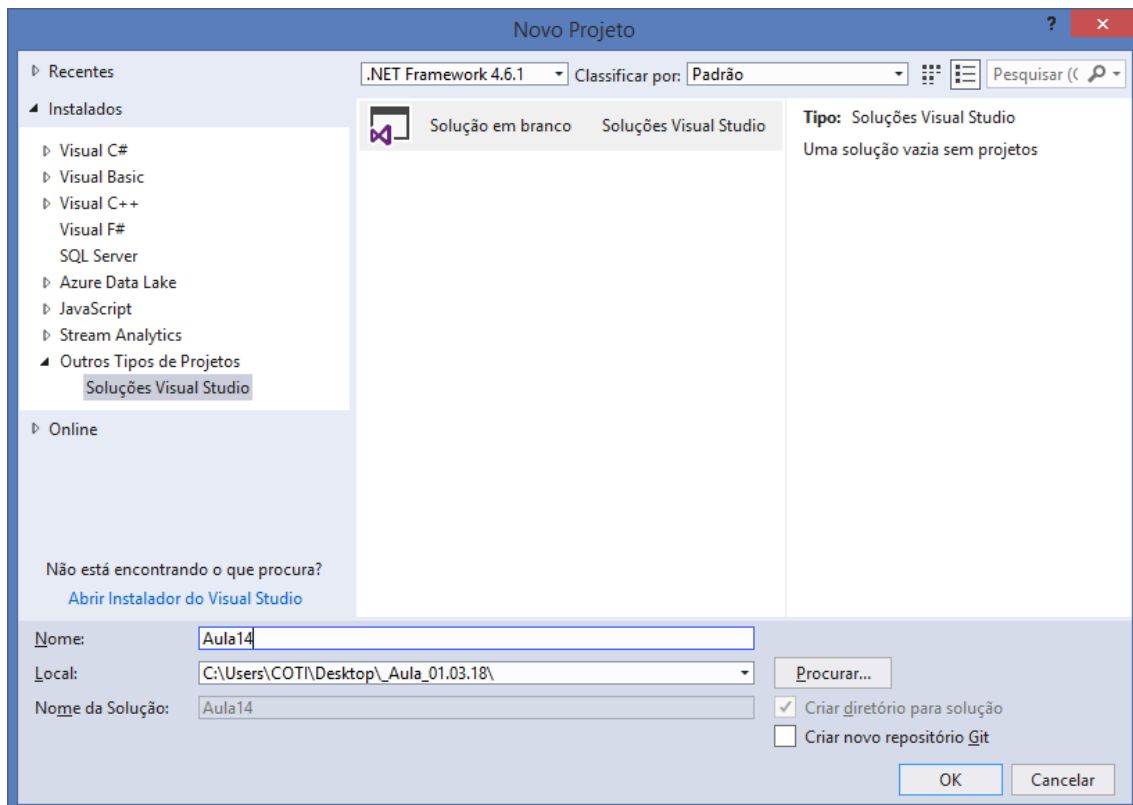 Novo Projeto
?
Recentes
Instalados
Visual C#
Visual Basic
Visual C++
Visual F#
SQL Server
Azure Data Lake
JavaScript
Stream Analytics
Outros Tipos de Projetos
Soluções Visual Studio
Online
Não está encontrando o que procura?
Abrir Instalador do Visual Studio
.NET Framework 4.6.1 Classificar por: Padrão
Pesquisar ((
Solução em branco Soluções Visual Studio
Tipo: Soluções Visual Studio
Uma solução vazia sem projetos
Nome: Aula14
Local: C:\Users\COTI\Desktop\_Aula_01.03.18\ Procurar...
Nome da Solução: Aula14
Criar diretório para solução
Criar novo repositório Git
OK Cancelar